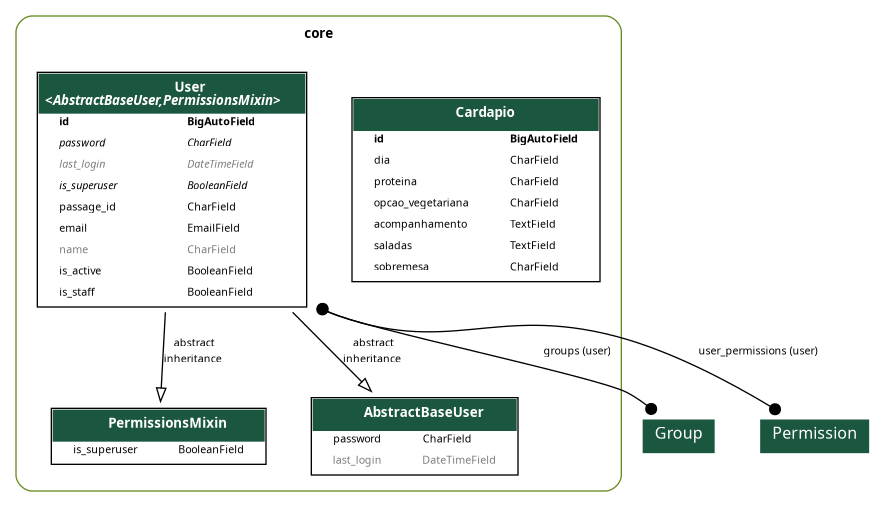 core
User
<AbstractBaseUser,PermissionsMixin>
id BigAutoField
password CharField
last_login DateTimeField
is_superuser BooleanField
passage_id CharField
email EmailField
name CharField
is_active BooleanField
is_staff BooleanField
Cardapio
id BigAutoField
dia CharField
proteina CharField
opcao_vegetariana CharField
acompanhamento TextField
saladas TextField
sobremesa CharField
abstract
inheritance
abstract
inheritance
groups (user)
user_permissions (user)
PermissionsMixin
is_superuser BooleanField
AbstractBaseUser
password CharField
last_login DateTimeField
Group
Permission